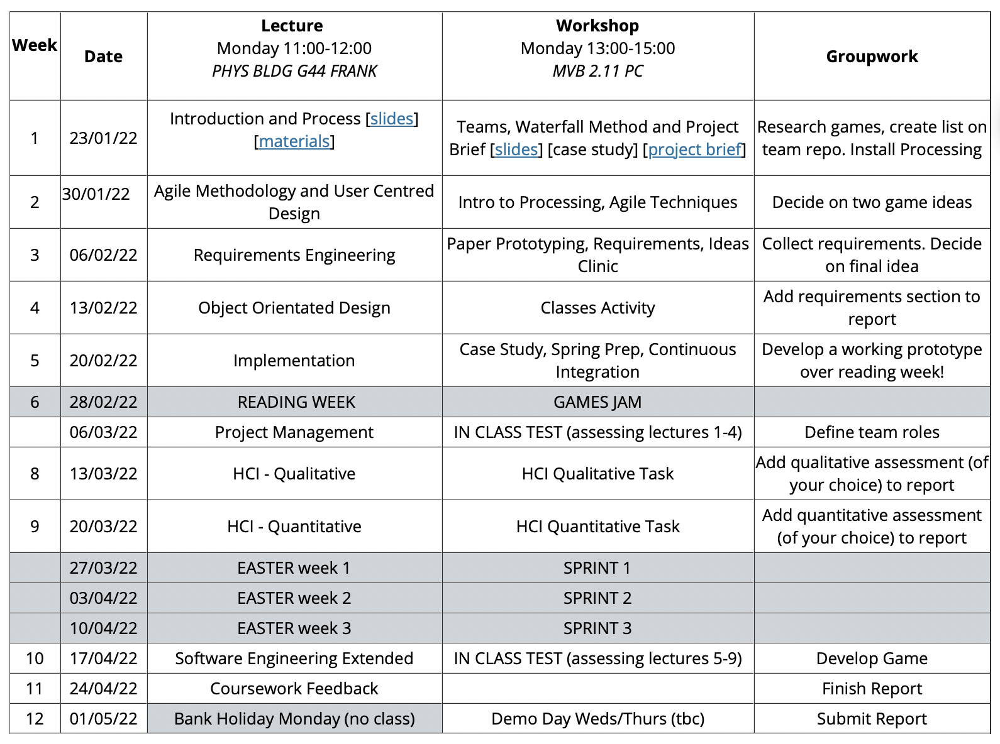 Week
Date
Lecture
Monday 11:00-12:00
PHYS BLDG G44 FRANK
Workshop
Monday 13:00-15:00
MVB 2.11 PC
Groupwork
1
23/01/22
Introduction and Process [slides]
[materials]
Teams, Waterfall Method and Project
Brief [slides] [case study] [project brief]
Research games, create list on
team repo. Install Processing
2
30/01/22
Agile Methodology and User Centred
Design
Intro to Processing, Agile Techniques
Decide on two game ideas
3
06/02/22
Requirements Engineering
Paper Prototyping, Requirements, Ideas
Clinic
Collect requirements. Decide
on final idea
4
13/02/22
Object Orientated Design
Classes Activity
Add requirements section to
report
5
20/02/22
Implementation
Case Study, Spring Prep, Continuous
Integration
Develop a working prototype
over reading week!
6
28/02/22
READING WEEK
GAMES JAM
06/03/22
Project Management
IN CLASS TEST (assessing lectures 1-4)
Define team roles
8
13/03/22
HCI - Qualitative
HCI Qualitative Task
Add qualitative assessment (of
your choice) to report
9
20/03/22
HCI - Quantitative
HCI Quantitative Task
Add quantitative assessment
(of your choice) to report
27/03/22
EASTER week 1
SPRINT 1
03/04/22
EASTER week 2
SPRINT 2
10/04/22
EASTER week 3
SPRINT 3
10
17/04/22
Software Engineering Extended
IN CLASS TEST (assessing lectures 5-9)
Develop Game
11
24/04/22
Coursework Feedback
Finish Report
12
01/05/22
Bank Holiday Monday (no class)
Demo Day Weds/Thurs (tbc)
Submit Report